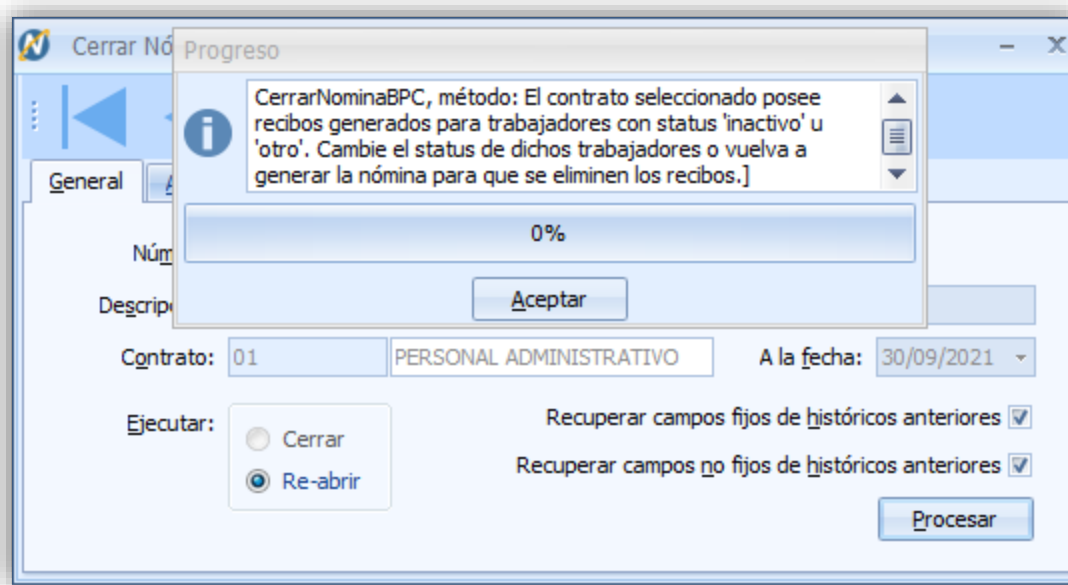 Cerrar Nó
Progreso
CerrarNominaBPC, método: El contrato seleccionado posee
recibos generados para trabajadores con status 'inactivo' u
'otro'. Cambie el status de dichos trabajadores o vuelva a
generar la nómina para que se eliminen los recibos.]
0%
Aceptar
General
Núm
Descripc
Contrato: 01 PERSONAL ADMINISTRATIVO A la fecha: 30/09/2021
Ejecutar:
Cerrar
Re-abrir
Recuperar campos fijos de históricos anteriores
Recuperar campos no fijos de históricos anteriores
Procesar